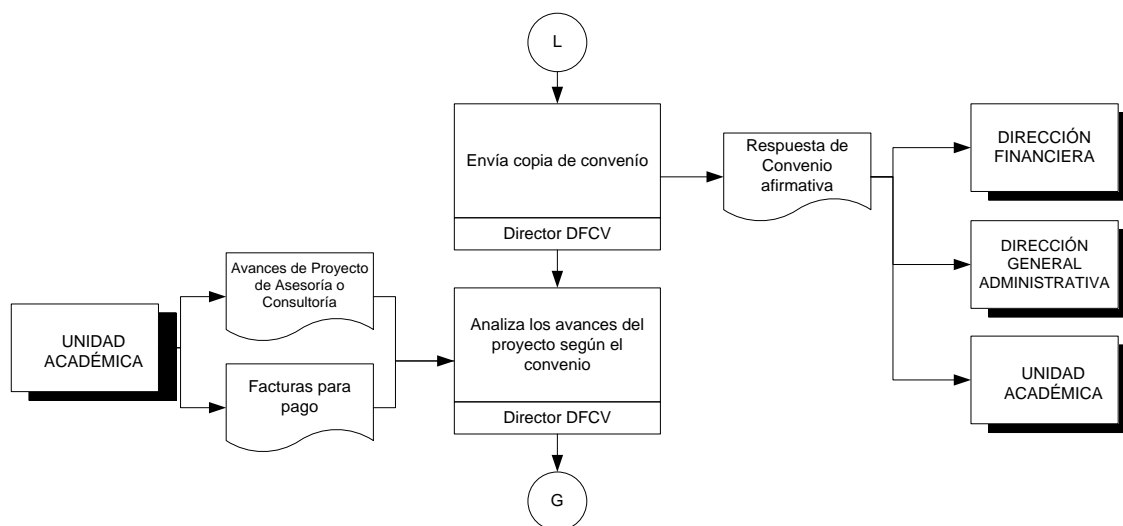 L
Envía copia de convenío
Director DFCV
Respuesta de
Convenio
afirmativa
DIRECCIÓN
FINANCIERA
DIRECCIÓN
GENERAL
ADMINISTRATIVA
UNIDAD
ACADÉMICA
UNIDAD
ACADÉMICA
Avances de Proyecto
de Asesoría o
Consultoría
Facturas para
pago
Analiza los avances del
proyecto según el
convenio
Director DFCV
G